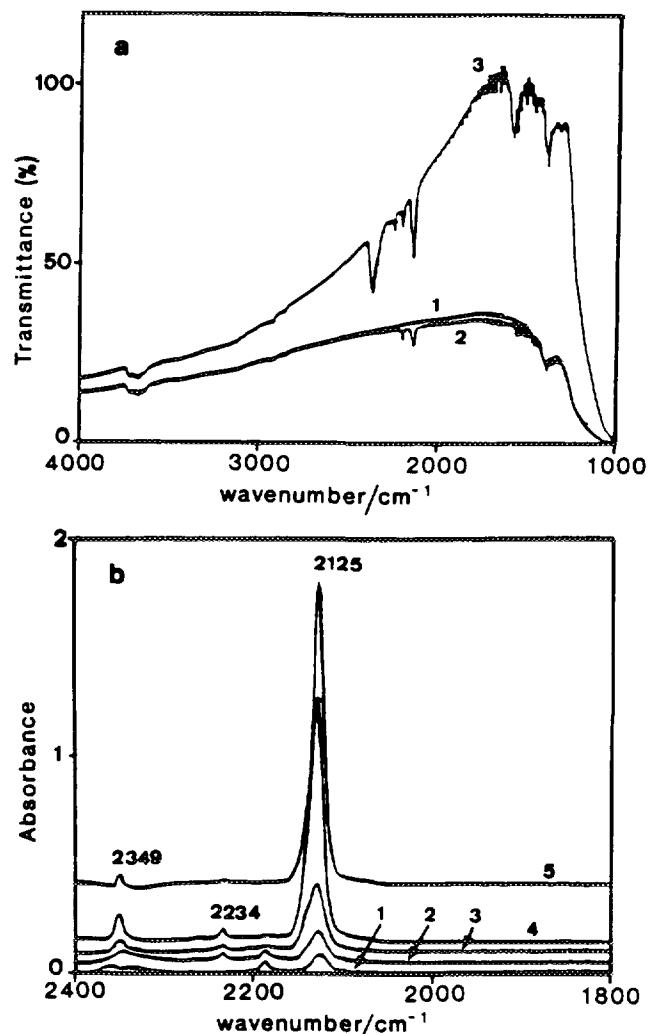 a
3
100
50
1
2
0
4000 3000 2000 1000
Transmittance (%)
wavenumber/cm⁻¹
2
b
2125
1
2349
5
2234
1 2 3 4
0
2400 2200 2000 1800
Absorbance
wavenumber/cm⁻¹